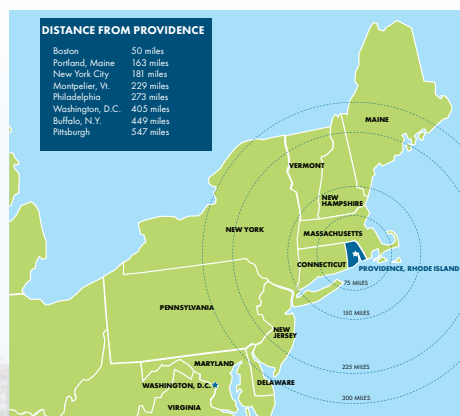 DISTANCE FROM PROVIDENCE
Boston 50 miles
Portland, Maine 163 miles
New York City 181 miles
Montpelier, Vt. 229 miles
Philadelphia 273 miles
Washington, D.C. 405 miles
Buffalo, N.Y. 449 miles
Pittsburgh 547 miles
MAINE
VERMONT
NEW
HAMPSHIRE
NEW YORK
MASSACHUSETTS
CONNECTICUT
PROVIDENCE, RHODE ISLAND
75 MILES
PENNSYLVANIA
150 MILES
NEW
JERSEY
MARYLAND
225 MILES
WASHINGTON, D.C.
DELAWARE
300 MILES
VIRGINIA